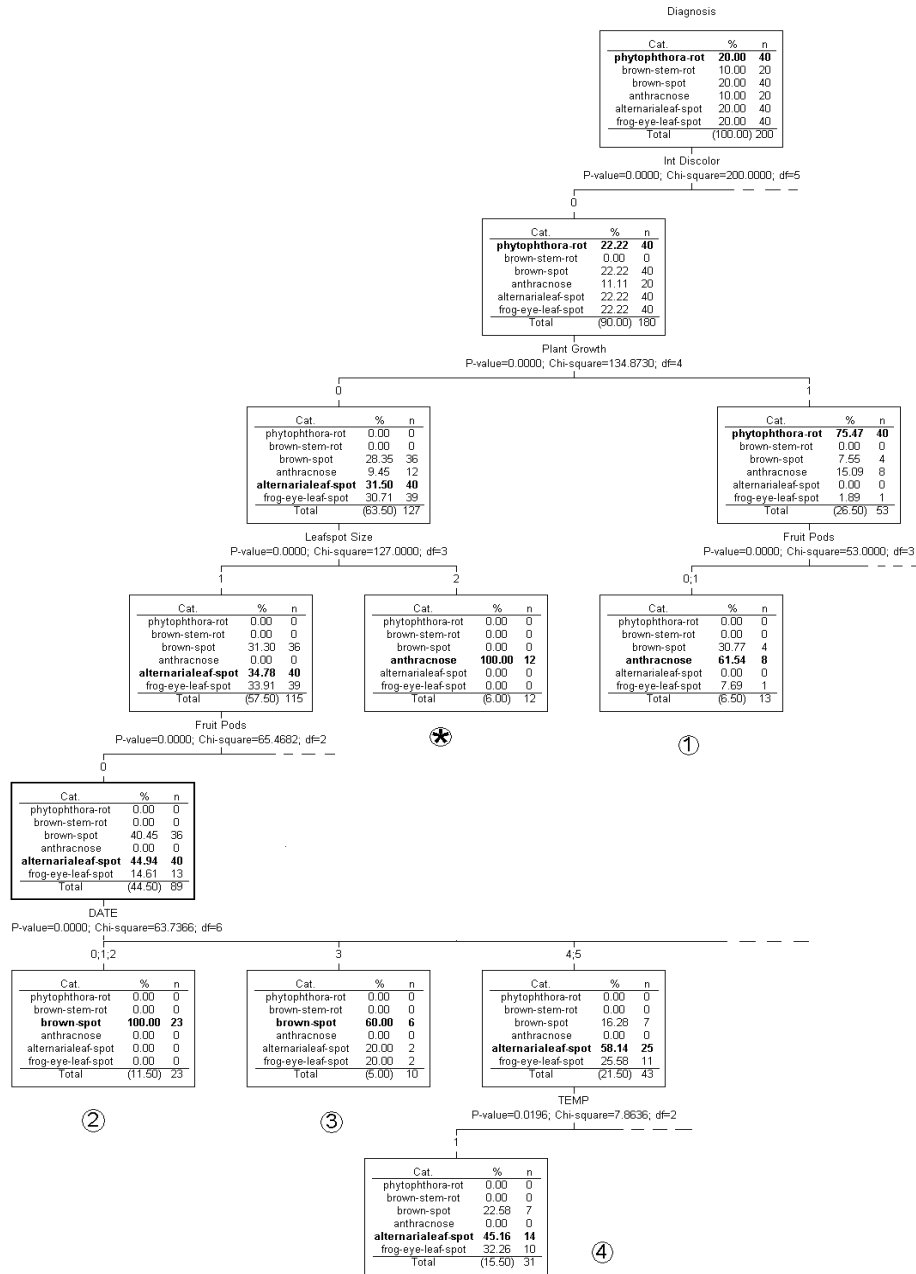 Diagnosis
Cat. % n
phytophthora-rot 20.00 40
brown-stem-rot 10.00 20
brown-spot 20.00 40
anthracnose 10.00 20
alternarialeaf-spot 20.00 40
frog-eye-leaf-spot 20.00 40
Total (100.00) 200
Int Discolor
P-value=0.0000; Chi-square=200.0000; df=5
0
Cat. % n
phytophthora-rot 22.22 40
brown-stem-rot 0.00 0
brown-spot 22.22 40
anthracnose 11.11 20
alternarialeaf-spot 22.22 40
frog-eye-leaf-spot 22.22 40
Total (90.00) 180
Plant Growth
P-value=0.0000; Chi-square=134.8730; df=4
0
Cat. % n
phytophthora-rot 0.00 0
brown-stem-rot 0.00 0
brown-spot 28.35 36
anthracnose 9.45 12
alternarialeaf-spot 31.50 40
frog-eye-leaf-spot 30.71 39
Total (63.50) 127
Leafspot Size
P-value=0.0000; Chi-square=127.0000; df=3
1
Cat. % n
phytophthora-rot 75.47 40
brown-stem-rot 0.00 0
brown-spot 7.55 4
anthracnose 15.09 8
alternarialeaf-spot 0.00 0
frog-eye-leaf-spot 1.89 1
Total (26.50) 53
Fruit Pods
P-value=0.0000; Chi-square=53.0000; df=3
1
Cat. % n
phytophthora-rot 0.00 0
brown-stem-rot 0.00 0
brown-spot 31.30 36
anthracnose 0.00 0
alternarialeaf-spot 34.78 40
frog-eye-leaf-spot 33.91 39
Total (57.50) 115
Fruit Pods
P-value=0.0000; Chi-square=65.4682; df=2
2
Cat. % n
phytophthora-rot 0.00 0
brown-stem-rot 0.00 0
brown-spot 0.00 0
anthracnose 100.00 12
alternarialeaf-spot 0.00 0
frog-eye-leaf-spot 0.00 0
Total (6.00) 12
*
0;1
Cat. % n
phytophthora-rot 0.00 0
brown-stem-rot 0.00 0
brown-spot 30.77 4
anthracnose 61.54 8
alternarialeaf-spot 0.00 0
frog-eye-leaf-spot 7.69 1
Total (6.50) 13
1
0
Cat. % n
phytophthora-rot 0.00 0
brown-stem-rot 0.00 0
brown-spot 40.45 36
anthracnose 0.00 0
alternarialeaf-spot 44.94 40
frog-eye-leaf-spot 14.61 13
Total (44.50) 89
DATE
P-value=0.0000; Chi-square=63.7366; df=6
0;1;2
Cat. % n
phytophthora-rot 0.00 0
brown-stem-rot 0.00 0
brown-spot 100.00 23
anthracnose 0.00 0
alternarialeaf-spot 0.00 0
frog-eye-leaf-spot 0.00 0
Total (11.50) 23
2
3
Cat. % n
phytophthora-rot 0.00 0
brown-stem-rot 0.00 0
brown-spot 60.00 6
anthracnose 0.00 0
alternarialeaf-spot 20.00 2
frog-eye-leaf-spot 20.00 2
Total (5.00) 10
3
4;5
Cat. % n
phytophthora-rot 0.00 0
brown-stem-rot 0.00 0
brown-spot 16.28 7
anthracnose 0.00 0
alternarialeaf-spot 58.14 25
frog-eye-leaf-spot 25.58 11
Total (21.50) 43
TEMP
P-value=0.0196; Chi-square=7.8636; df=2
1
Cat. % n
phytophthora-rot 0.00 0
brown-stem-rot 0.00 0
brown-spot 22.58 7
anthracnose 0.00 0
alternarialeaf-spot 45.16 14
frog-eye-leaf-spot 32.26 10
Total (15.50) 31
4